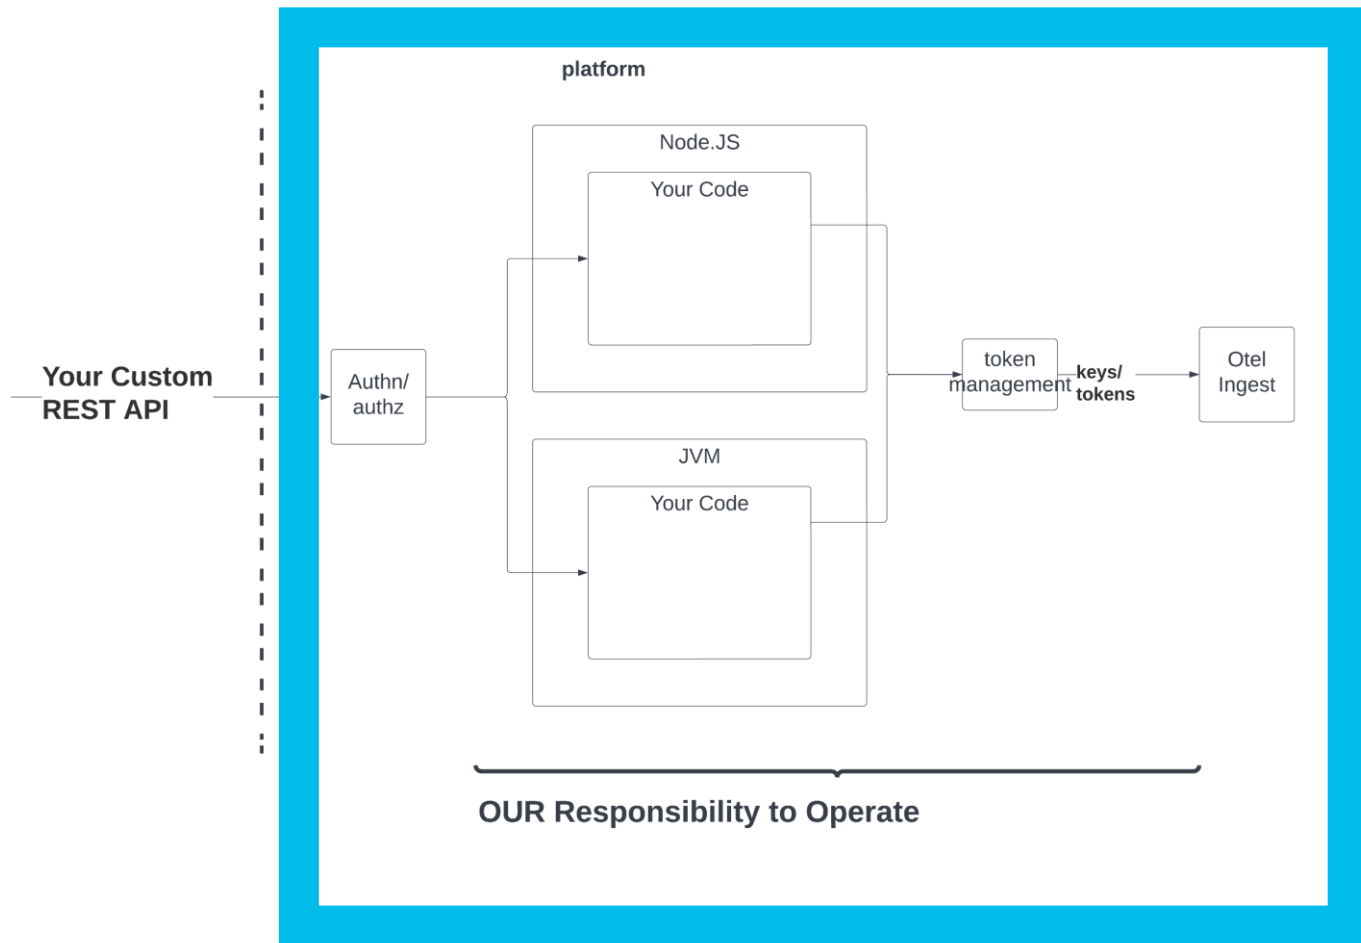 platform
Node.JS
Your Code
Your Custom
REST API
Authn/
authz
token
management
keys/
tokens
Otel
Ingest
JVM
Your Code
OUR Responsibility to Operate